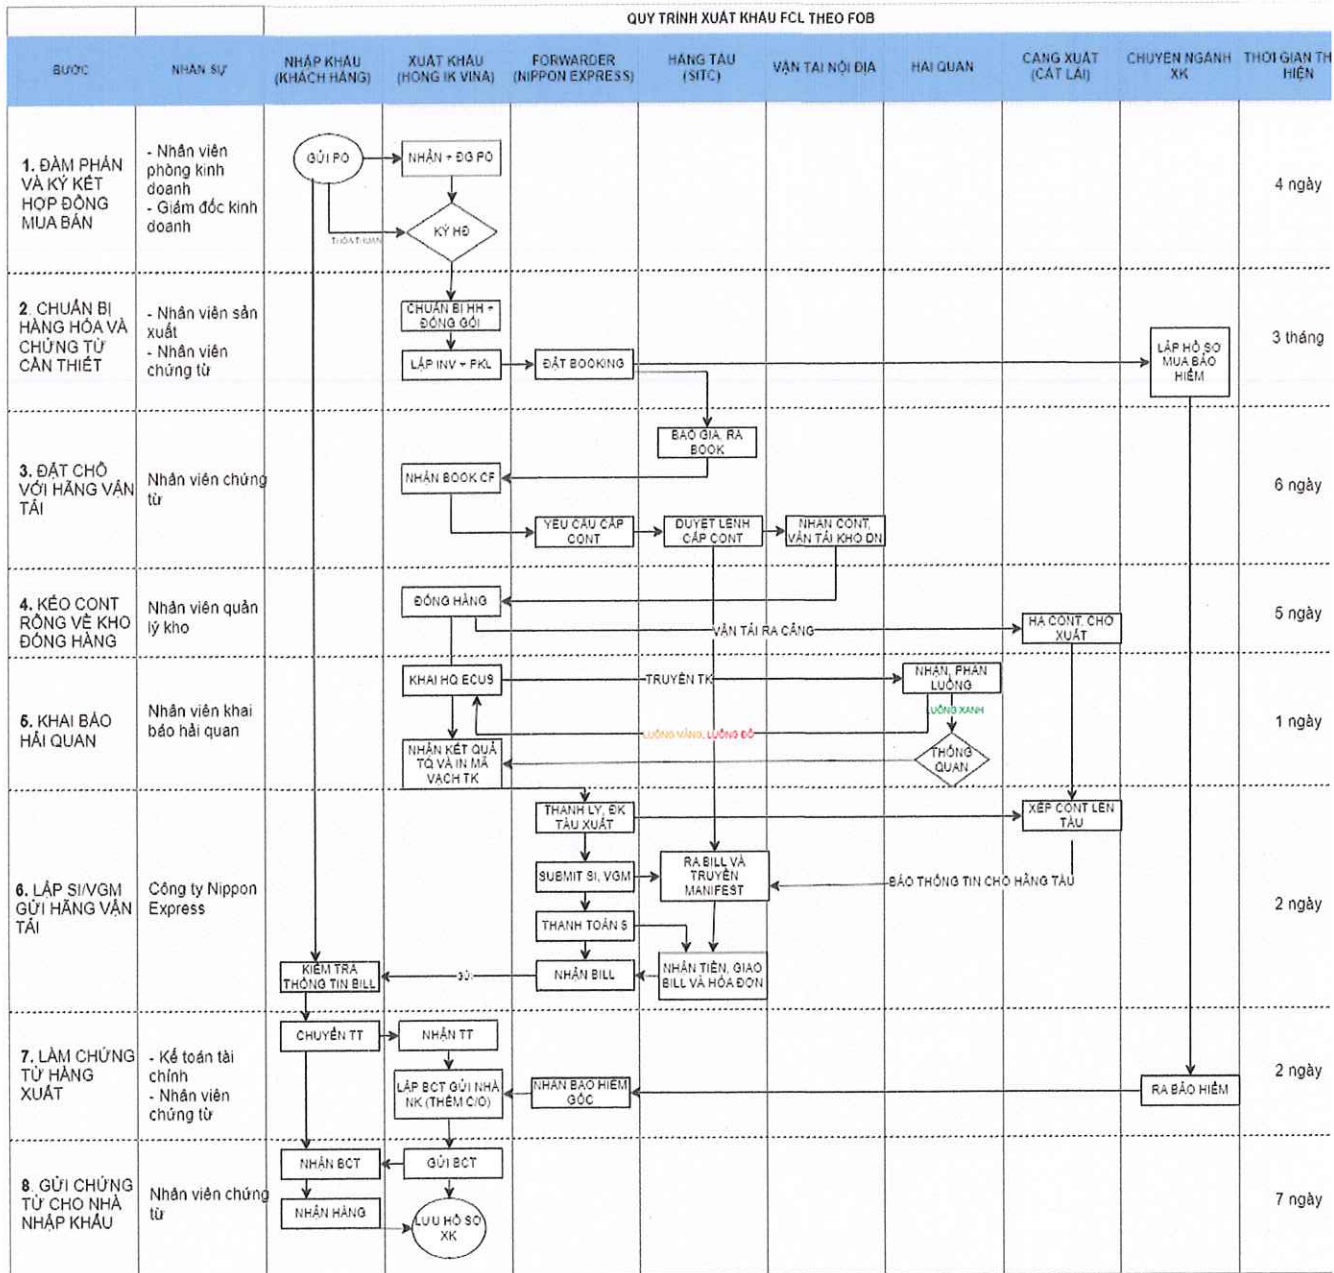 QUY TRÌNH XUẤT KHẨU FCL THEO FOB
BƯỚC
NHÂN SỰ
NHẬP KHẨU
(KHÁCH HÀNG)
XUẤT KHẨU
(HONG IK VINA)
FORWARDER
(NIPPON EXPRESS)
HÃNG TÀU
(SITC)
VẬN TẢI NỘI ĐỊA
HẢI QUAN
CẢNG XUẤT
(CÁT LÁI)
CHUYÊN NGÀNH
XK
THỜI GIAN TH
HIỆN
1. ĐÀM PHÁN
VÀ KÝ KẾT
HỢP ĐỒNG
MUA BÁN
- Nhân viên
phòng kinh
doanh
- Giám đốc kinh
doanh
GỬI PO
NHẬN + ĐG PO
THỎA THUẬN
KÝ HĐ
4 ngày
2. CHUẨN BỊ
HÀNG HÓA VÀ
CHỨNG TỪ
CẦN THIẾT
- Nhân viên sản
xuất
- Nhân viên
chứng từ
CHUẨN BỊ HH +
ĐÓNG GÓI
LẬP INV + PKL
ĐẶT BOOKING
LẬP HỒ SƠ
MUA BẢO
HIỂM
3 tháng
3. ĐẶT CHỖ
VỚI HÃNG VẬN
TẢI
Nhân viên chứng
từ
BÁO GIÁ, RA
BOOK
NHẬN BOOK CF
YÊU CẦU CẤP
CONT
DUYỆT LỆNH
CẤP CONT
NHẬN CONT,
VẬN TẢI KHO DN
6 ngày
4. KÉO CONT
RỖNG VỀ KHO
ĐÓNG HÀNG
Nhân viên quản
lý kho
ĐÓNG HÀNG
VẬN TẢI RA CẢNG
HẠ CONT, CHỜ
XUẤT
5 ngày
5. KHAI BÁO
HẢI QUAN
Nhân viên khai
báo hải quan
KHAI HQ ECUS
TRUYỀN TK
NHẬN, PHÂN
LUỒNG
LUỒNG XANH
LUỒNG VÀNG, LUỒNG ĐỎ
NHẬN KẾT QUẢ
TQ VÀ IN MÃ
VẠCH TK
THÔNG
QUAN
1 ngày
6. LẬP SI/VGM
GỬI HÃNG VẬN
TẢI
Công ty Nippon
Express
THANH LÝ, ĐK
TÀU XUẤT
XẾP CONT LÊN
TÀU
SUBMIT SI, VGM
RA BILL VÀ
TRUYỀN
MANIFEST
BÁO THÔNG TIN CHO HÃNG TÀU
THANH TOÁN $
KIỂM TRA
THÔNG TIN BILL
GỬI
NHẬN BILL
NHẬN TIỀN, GIAO
BILL VÀ HÓA ĐƠN
2 ngày
7. LÀM CHỨNG
TỪ HÀNG
XUẤT
- Kế toán tài
chính
- Nhân viên
chứng từ
CHUYỂN TT
NHẬN TT
LẬP BCT GỬI NHÀ
NK (THÊM C/O)
NHẬN BẢO HIỂM
GỐC
RA BẢO HIỂM
2 ngày
8. GỬI CHỨNG
TỪ CHO NHÀ
NHẬP KHẨU
Nhân viên chứng
từ
NHẬN BCT
GỬI BCT
NHẬN HÀNG
LƯU HỒ SƠ
XK
7 ngày